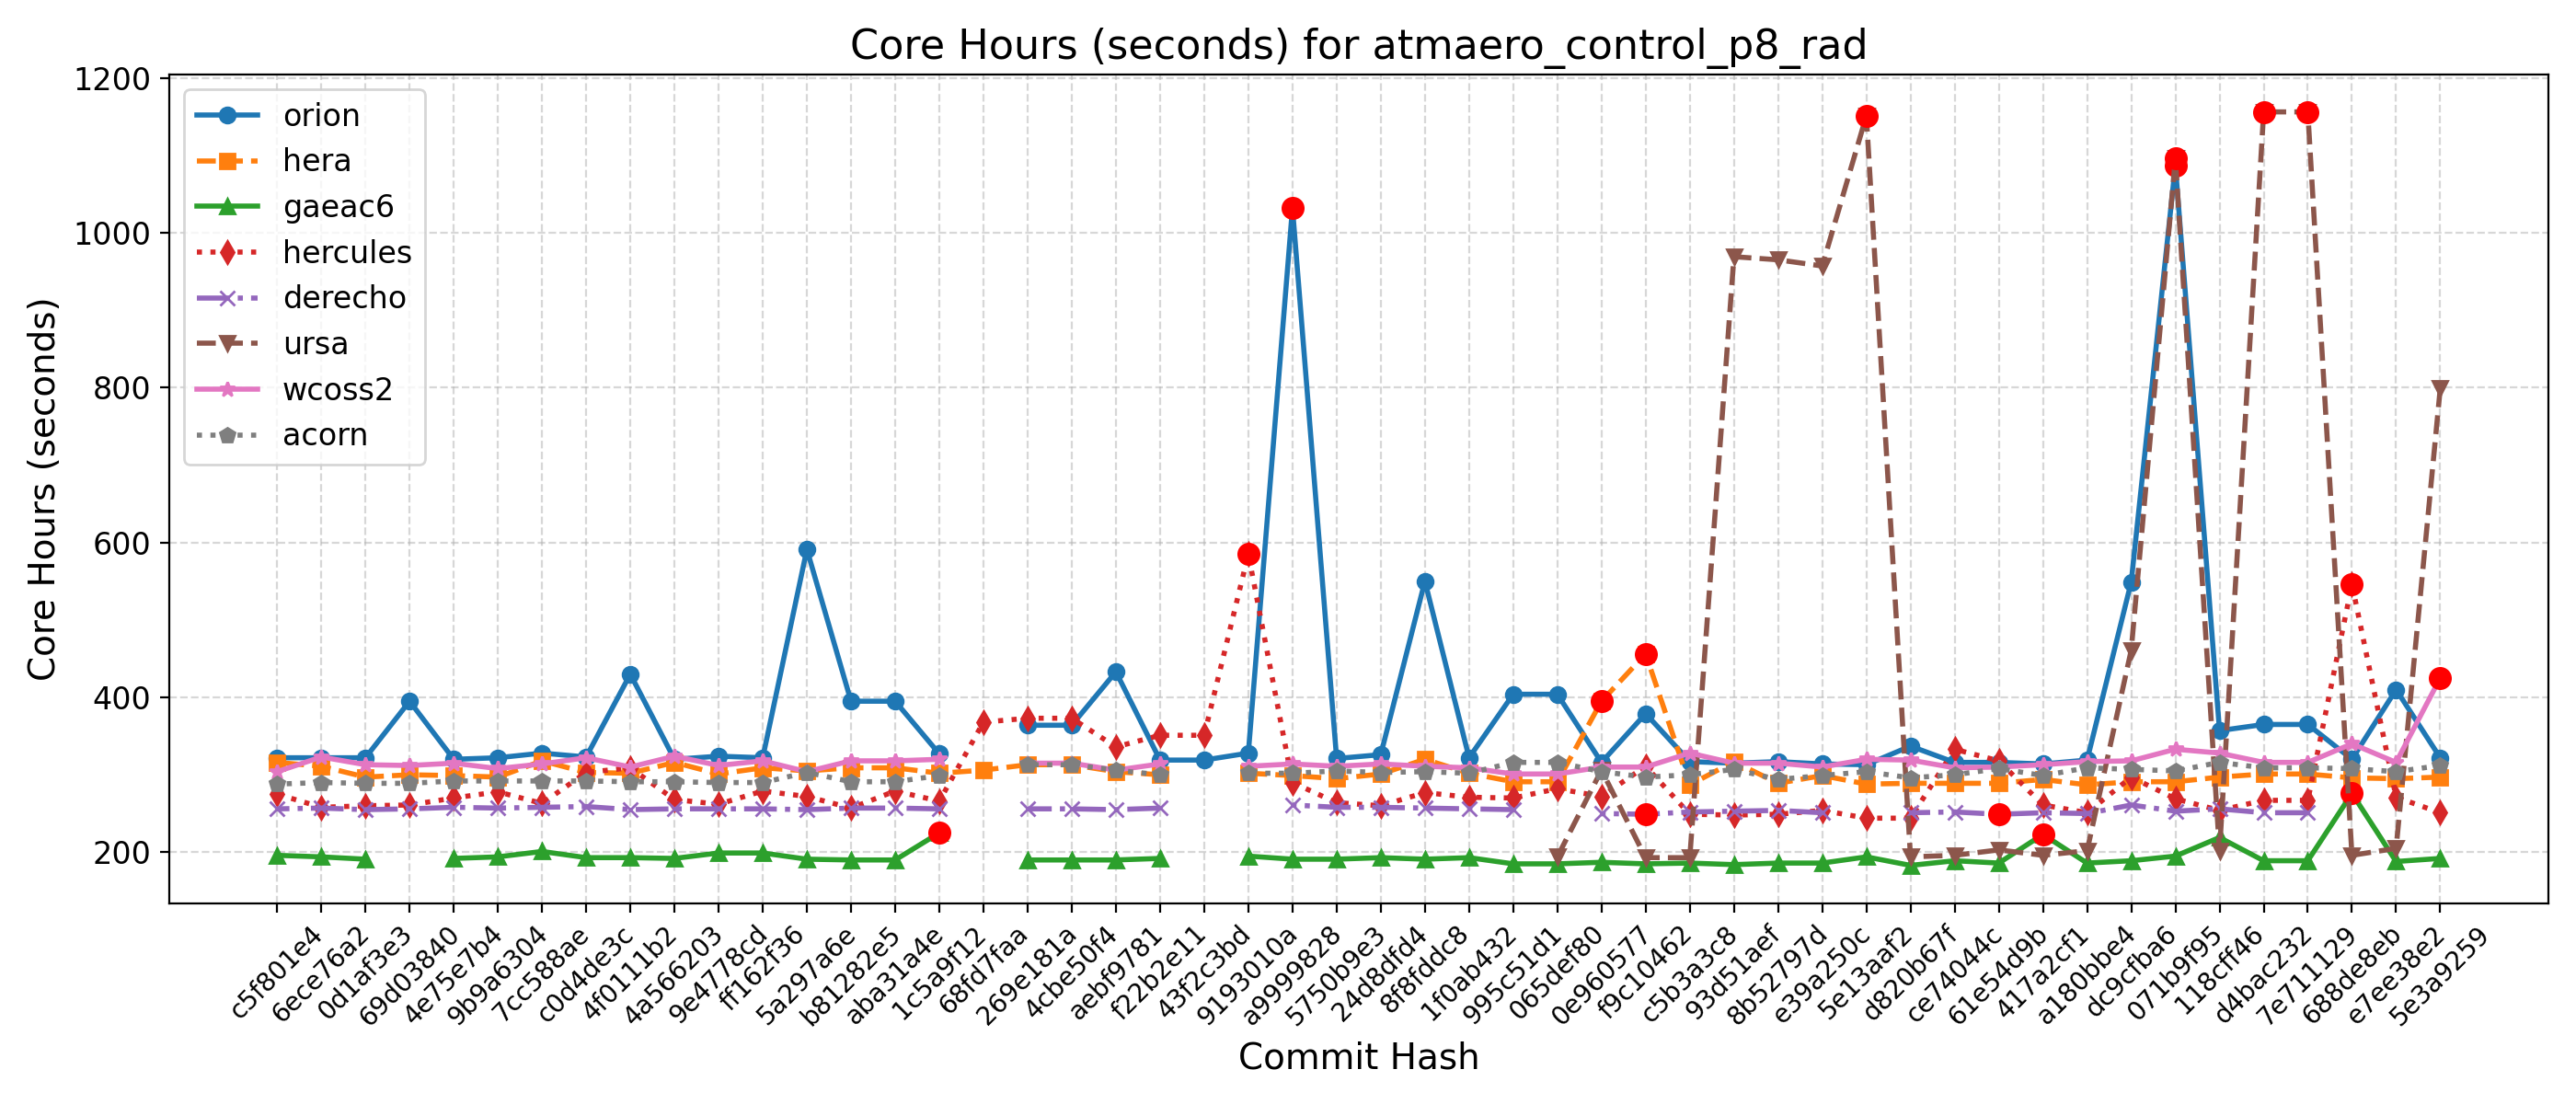 Core Hours (seconds) for atmaero_control_p8_rad
Core Hours (seconds)
1200
1000
800
600
400
200
orion
hera
gaeac6
hercules
derecho
ursa
wcoss2
acorn
c5f801e4
6ece76a2
0d1af3e3
69d03840
4e75e7b4
9b9a6304
7cc588ae
c0d4de3c
4f0111b2
4a566203
9e4778cd
ff162f36
5a297a6e
b81282e5
aba31a4e
1c5a9f12
68fd7faa
269e181a
4cbe50f4
aebf9781
f22b2e11
43f2c3bd
9193010a
a9999828
5750b9e3
24d8dfd4
8f8fddc8
1f0ab432
995c51d1
065def80
0e960577
f9c10462
c5b3a3c8
93d51aef
8b52797d
e39a250c
5e13aaf2
d820b67f
ce74044c
61e54d9b
417a2cf1
a180bbe4
dc9cfba6
071b9f95
118cff46
d4bac232
7e711129
688de8eb
e7ee38e2
5e3a9259
Commit Hash